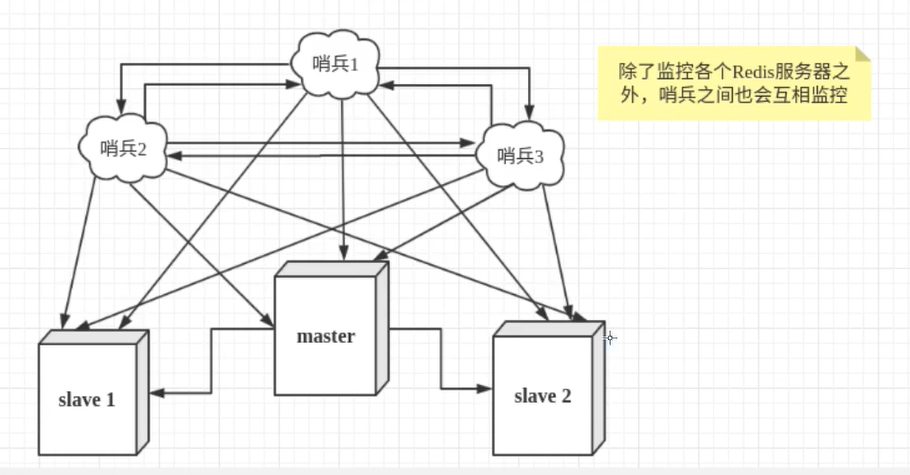 哨兵1
除了监控各个Redis服务器之
外，哨兵之间也会互相监控
哨兵2
哨兵3
master
slave 1
slave 2